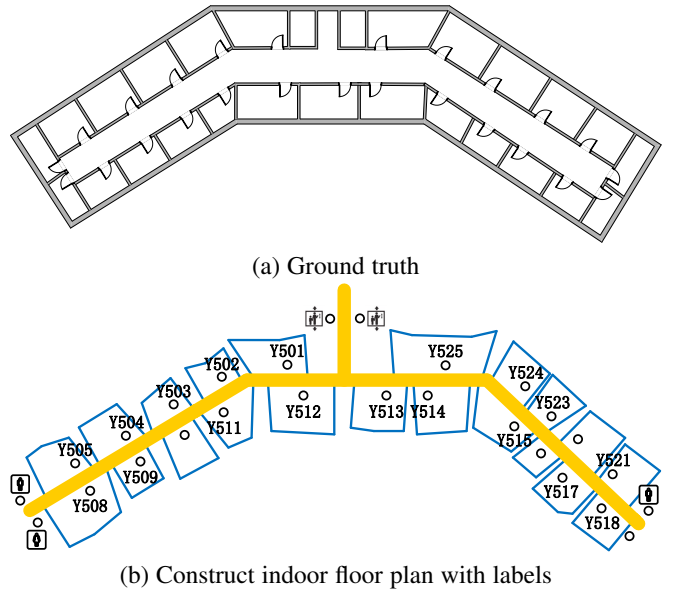 (a) Ground truth
Y501
Y525
Y502
Y524
Y503
Y512
Y513
Y514
Y523
Y504
Y511
Y515
Y505
Y509
Y521
Y508
Y517
Y518
(b) Construct indoor floor plan with labels